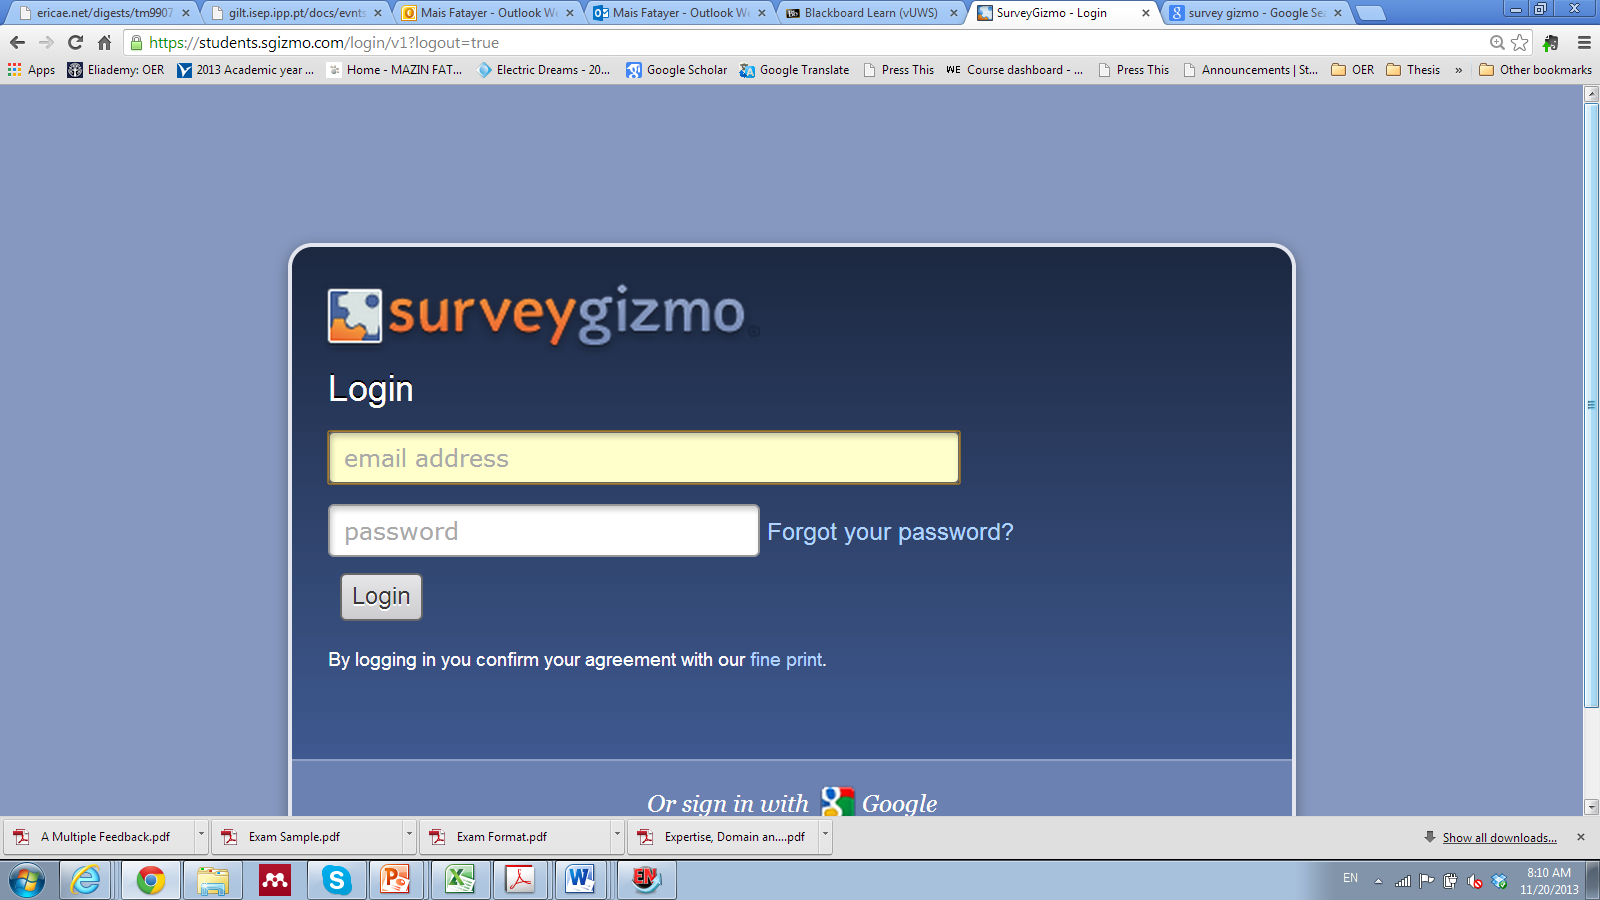 ericae.net/digests/tm9907
gilt.isep.ipp.pt/docs/evnts
Mais Fatayer - Outlook We
Mais Fatayer - Outlook We
Blackboard Learn (vUWS)
SurveyGizmo - Login
survey gizmo - Google Sea
https://students.sgizmo.com/login/v1?logout=true
Apps
Eliademy: OER
2013 Academic year ...
Home - MAZIN FAT...
Electric Dreams - 20...
Google Scholar
Google Translate
Press This
WE Course dashboard - ...
Press This
Announcements | St...
OER
Thesis
»
Other bookmarks
surveygizmo
Login
email address
password
Forgot your password?
Login
By logging in you confirm your agreement with our fine print.
Or sign in with Google
A Multiple Feedback.pdf
Exam Sample.pdf
Exam Format.pdf
Expertise, Domain an....pdf
Show all downloads...
EN
8:10 AM
11/20/2013